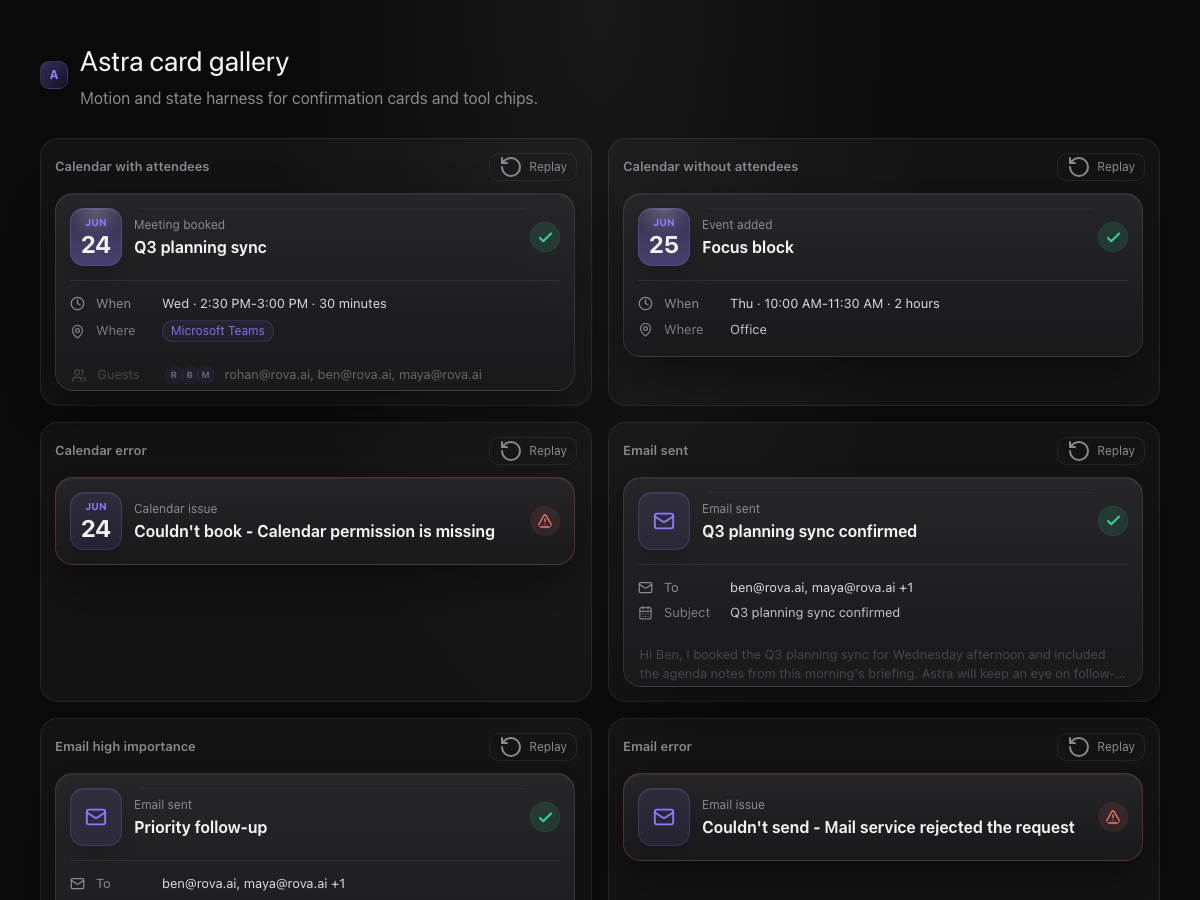 A
Astra card gallery
Motion and state harness for confirmation cards and tool chips.
Calendar with attendees
Replay
JUN
24
Meeting booked
Q3 planning sync
When
Wed · 2:30 PM-3:00 PM · 30 minutes
Where
Microsoft Teams
Guests
R B M
rohan@rova.ai, ben@rova.ai, maya@rova.ai
Calendar without attendees
Replay
JUN
25
Event added
Focus block
When
Thu · 10:00 AM-11:30 AM · 2 hours
Where
Office
Calendar error
Replay
JUN
24
Calendar issue
Couldn't book - Calendar permission is missing
Email sent
Replay
Email sent
Q3 planning sync confirmed
To
ben@rova.ai, maya@rova.ai +1
Subject
Q3 planning sync confirmed
Hi Ben, I booked the Q3 planning sync for Wednesday afternoon and included
the agenda notes from this morning's briefing. Astra will keep an eye on follow-...
Email high importance
Replay
Email sent
Priority follow-up
To
ben@rova.ai, maya@rova.ai +1
Email error
Replay
Email issue
Couldn't send - Mail service rejected the request